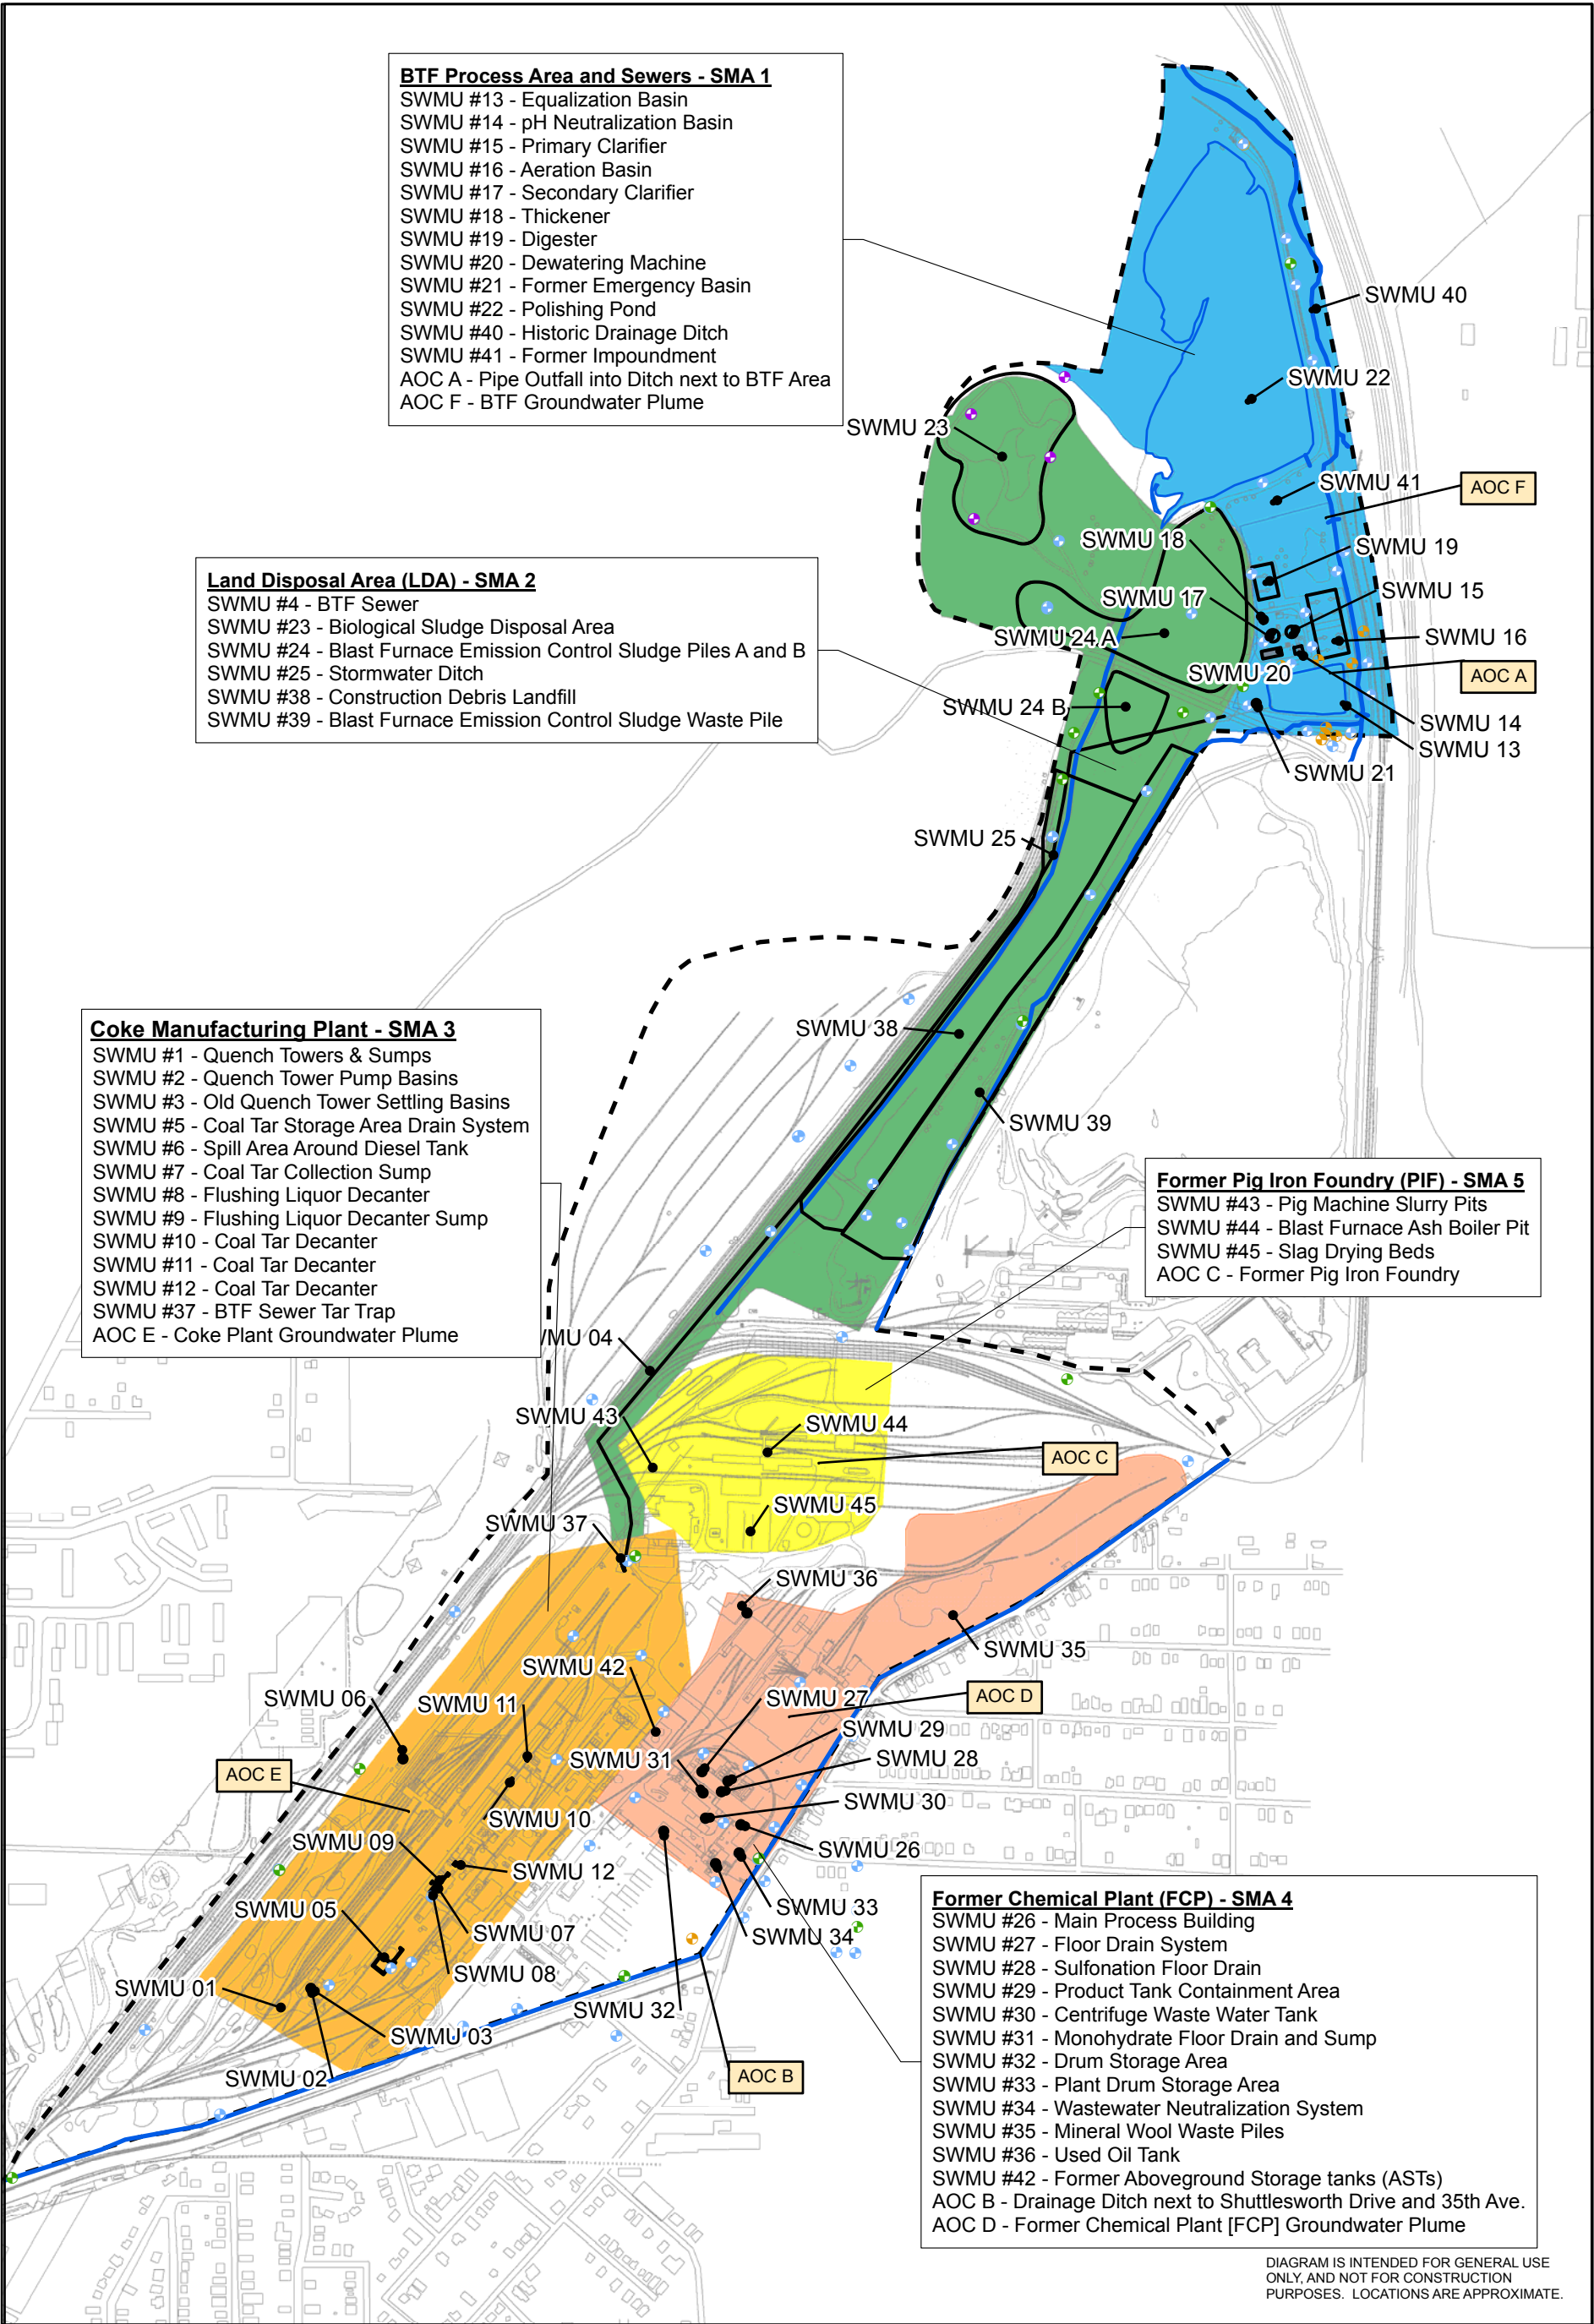 BTF Process Area and Sewers - SMA 1
SWMU #13 - Equalization Basin
SWMU #14 - pH Neutralization Basin
SWMU #15 - Primary Clarifier
SWMU #16 - Aeration Basin
SWMU #17 - Secondary Clarifier
SWMU #18 - Thickener
SWMU #19 - Digester
SWMU #20 - Dewatering Machine
SWMU #21 - Former Emergency Basin
SWMU #22 - Polishing Pond
SWMU #40 - Historic Drainage Ditch
SWMU #41 - Former Impoundment
AOC A - Pipe Outfall into Ditch next to BTF Area
AOC F - BTF Groundwater Plume
SWMU 40
SWMU 22
SWMU 23
SWMU 41
AOC F
SWMU 18
SWMU 19
SWMU 17
SWMU 15
SWMU 24 A
SWMU 16
SWMU 20
AOC A
SWMU 24 B
SWMU 14
SWMU 13
SWMU 21
Land Disposal Area (LDA) - SMA 2
SWMU #4 - BTF Sewer
SWMU #23 - Biological Sludge Disposal Area
SWMU #24 - Blast Furnace Emission Control Sludge Piles A and B
SWMU #25 - Stormwater Ditch
SWMU #38 - Construction Debris Landfill
SWMU #39 - Blast Furnace Emission Control Sludge Waste Pile
SWMU 25
SWMU 38
SWMU 39
Coke Manufacturing Plant - SMA 3
SWMU #1 - Quench Towers & Sumps
SWMU #2 - Quench Tower Pump Basins
SWMU #3 - Old Quench Tower Settling Basins
SWMU #5 - Coal Tar Storage Area Drain System
SWMU #6 - Spill Area Around Diesel Tank
SWMU #7 - Coal Tar Collection Sump
SWMU #8 - Flushing Liquor Decanter
SWMU #9 - Flushing Liquor Decanter Sump
SWMU #10 - Coal Tar Decanter
SWMU #11 - Coal Tar Decanter
SWMU #12 - Coal Tar Decanter
SWMU #37 - BTF Sewer Tar Trap
AOC E - Coke Plant Groundwater Plume
Former Pig Iron Foundry (PIF) - SMA 5
SWMU #43 - Pig Machine Slurry Pits
SWMU #44 - Blast Furnace Ash Boiler Pit
SWMU #45 - Slag Drying Beds
AOC C - Former Pig Iron Foundry
MU 04
SWMU 43
SWMU 44
AOC C
SWMU 45
SWMU 37
SWMU 36
SWMU 35
SWMU 42
SWMU 06
SWMU 11
SWMU 27
AOC D
SWMU 29
SWMU 31
SWMU 28
AOC E
SWMU 10
SWMU 30
SWMU 09
SWMU 26
SWMU 12
SWMU 05
SWMU 33
SWMU 07
SWMU 34
SWMU 08
SWMU 01
SWMU 32
SWMU 03
SWMU 02
AOC B
Former Chemical Plant (FCP) - SMA 4
SWMU #26 - Main Process Building
SWMU #27 - Floor Drain System
SWMU #28 - Sulfonation Floor Drain
SWMU #29 - Product Tank Containment Area
SWMU #30 - Centrifuge Waste Water Tank
SWMU #31 - Monohydrate Floor Drain and Sump
SWMU #32 - Drum Storage Area
SWMU #33 - Plant Drum Storage Area
SWMU #34 - Wastewater Neutralization System
SWMU #35 - Mineral Wool Waste Piles
SWMU #36 - Used Oil Tank
SWMU #42 - Former Aboveground Storage tanks (ASTs)
AOC B - Drainage Ditch next to Shuttlesworth Drive and 35th Ave.
AOC D - Former Chemical Plant [FCP] Groundwater Plume
DIAGRAM IS INTENDED FOR GENERAL USE
ONLY, AND NOT FOR CONSTRUCTION
PURPOSES. LOCATIONS ARE APPROXIMATE.